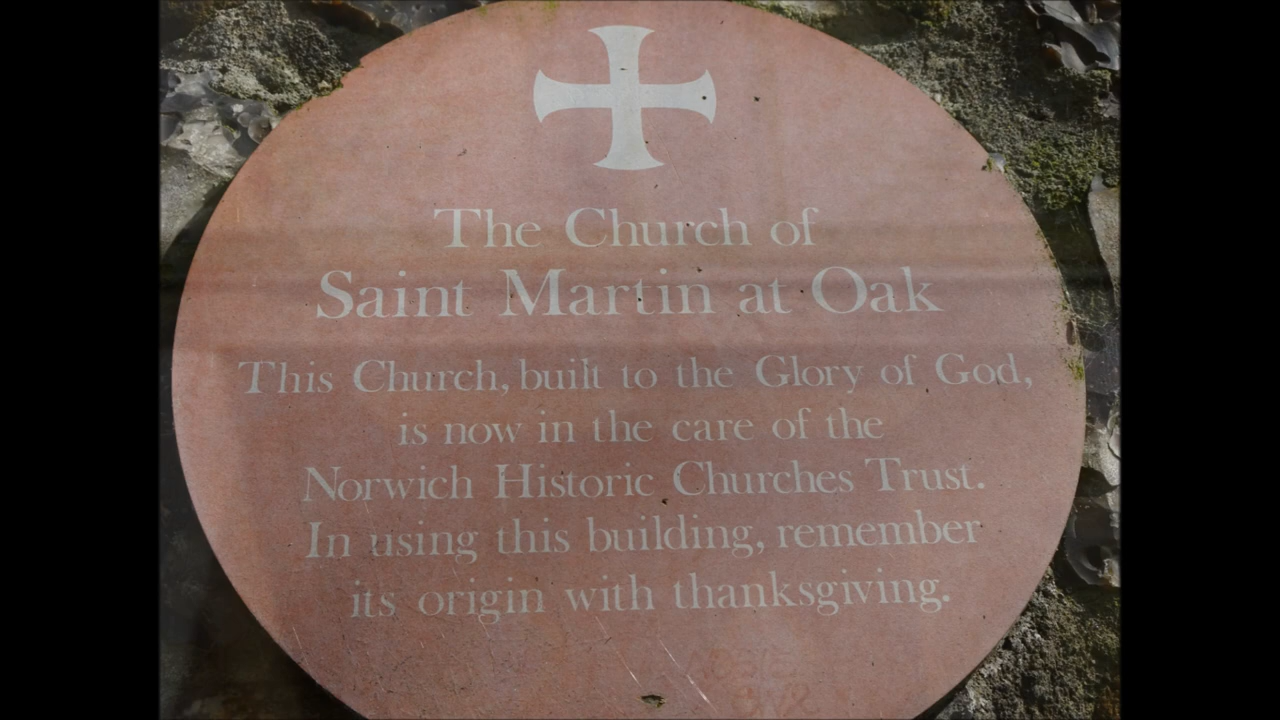 The Church of
Saint Martin at Oak
This Church, built to the Glory of God,
is now in the care of the
Norwich Historic Churches Trust.
In using this building, remember
its origin with thanksgiving.